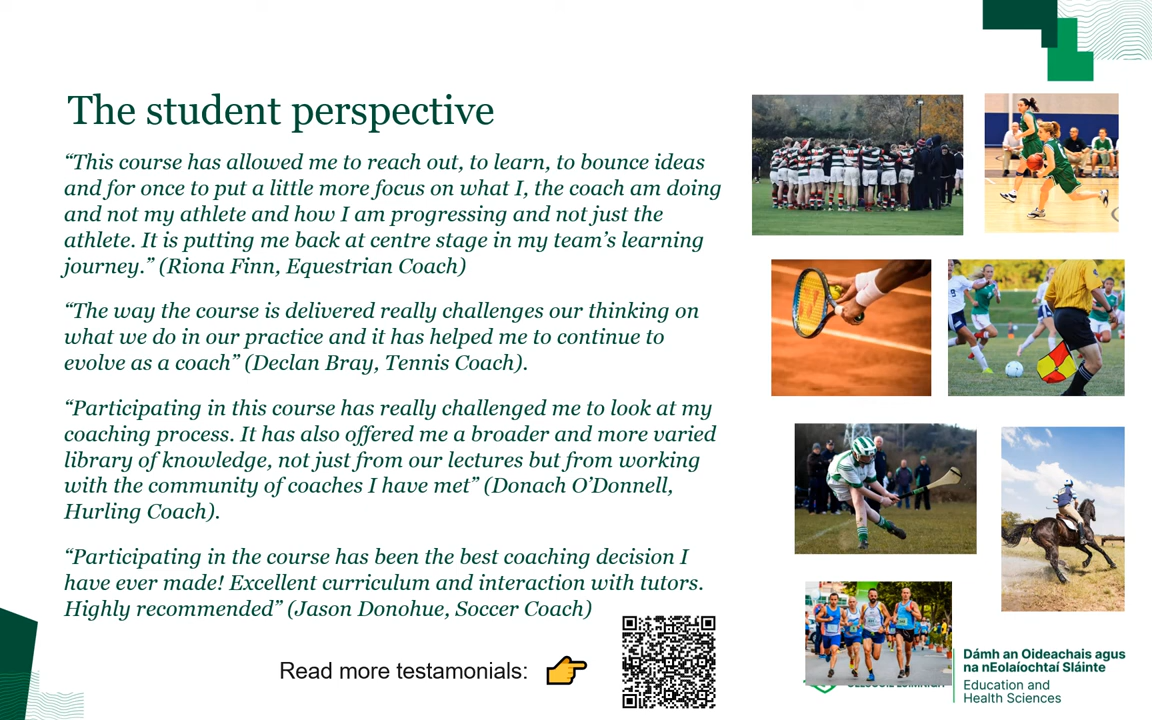 The student perspective
“This course has allowed me to reach out, to learn, to bounce ideas
and for once to put a little more focus on what I, the coach am doing
and not my athlete and how I am progressing and not just the
athlete. It is putting me back at centre stage in my team’s learning
journey.” (Riona Finn, Equestrian Coach)
“The way the course is delivered really challenges our thinking on
what we do in our practice and it has helped me to continue to
evolve as a coach” (Declan Bray, Tennis Coach).
“Participating in this course has really challenged me to look at my
coaching process. It has also offered me a broader and more varied
library of knowledge, not just from our lectures but from working
with the community of coaches I have met” (Donach O’Donnell,
Hurling Coach).
“Participating in the course has been the best coaching decision I
have ever made! Excellent curriculum and interaction with tutors.
Highly recommended” (Jason Donohue, Soccer Coach)
Read more testamonials:
Dámh an Oideachais agus
na nEolaíochtaí Sláinte
Education and
Health Sciences